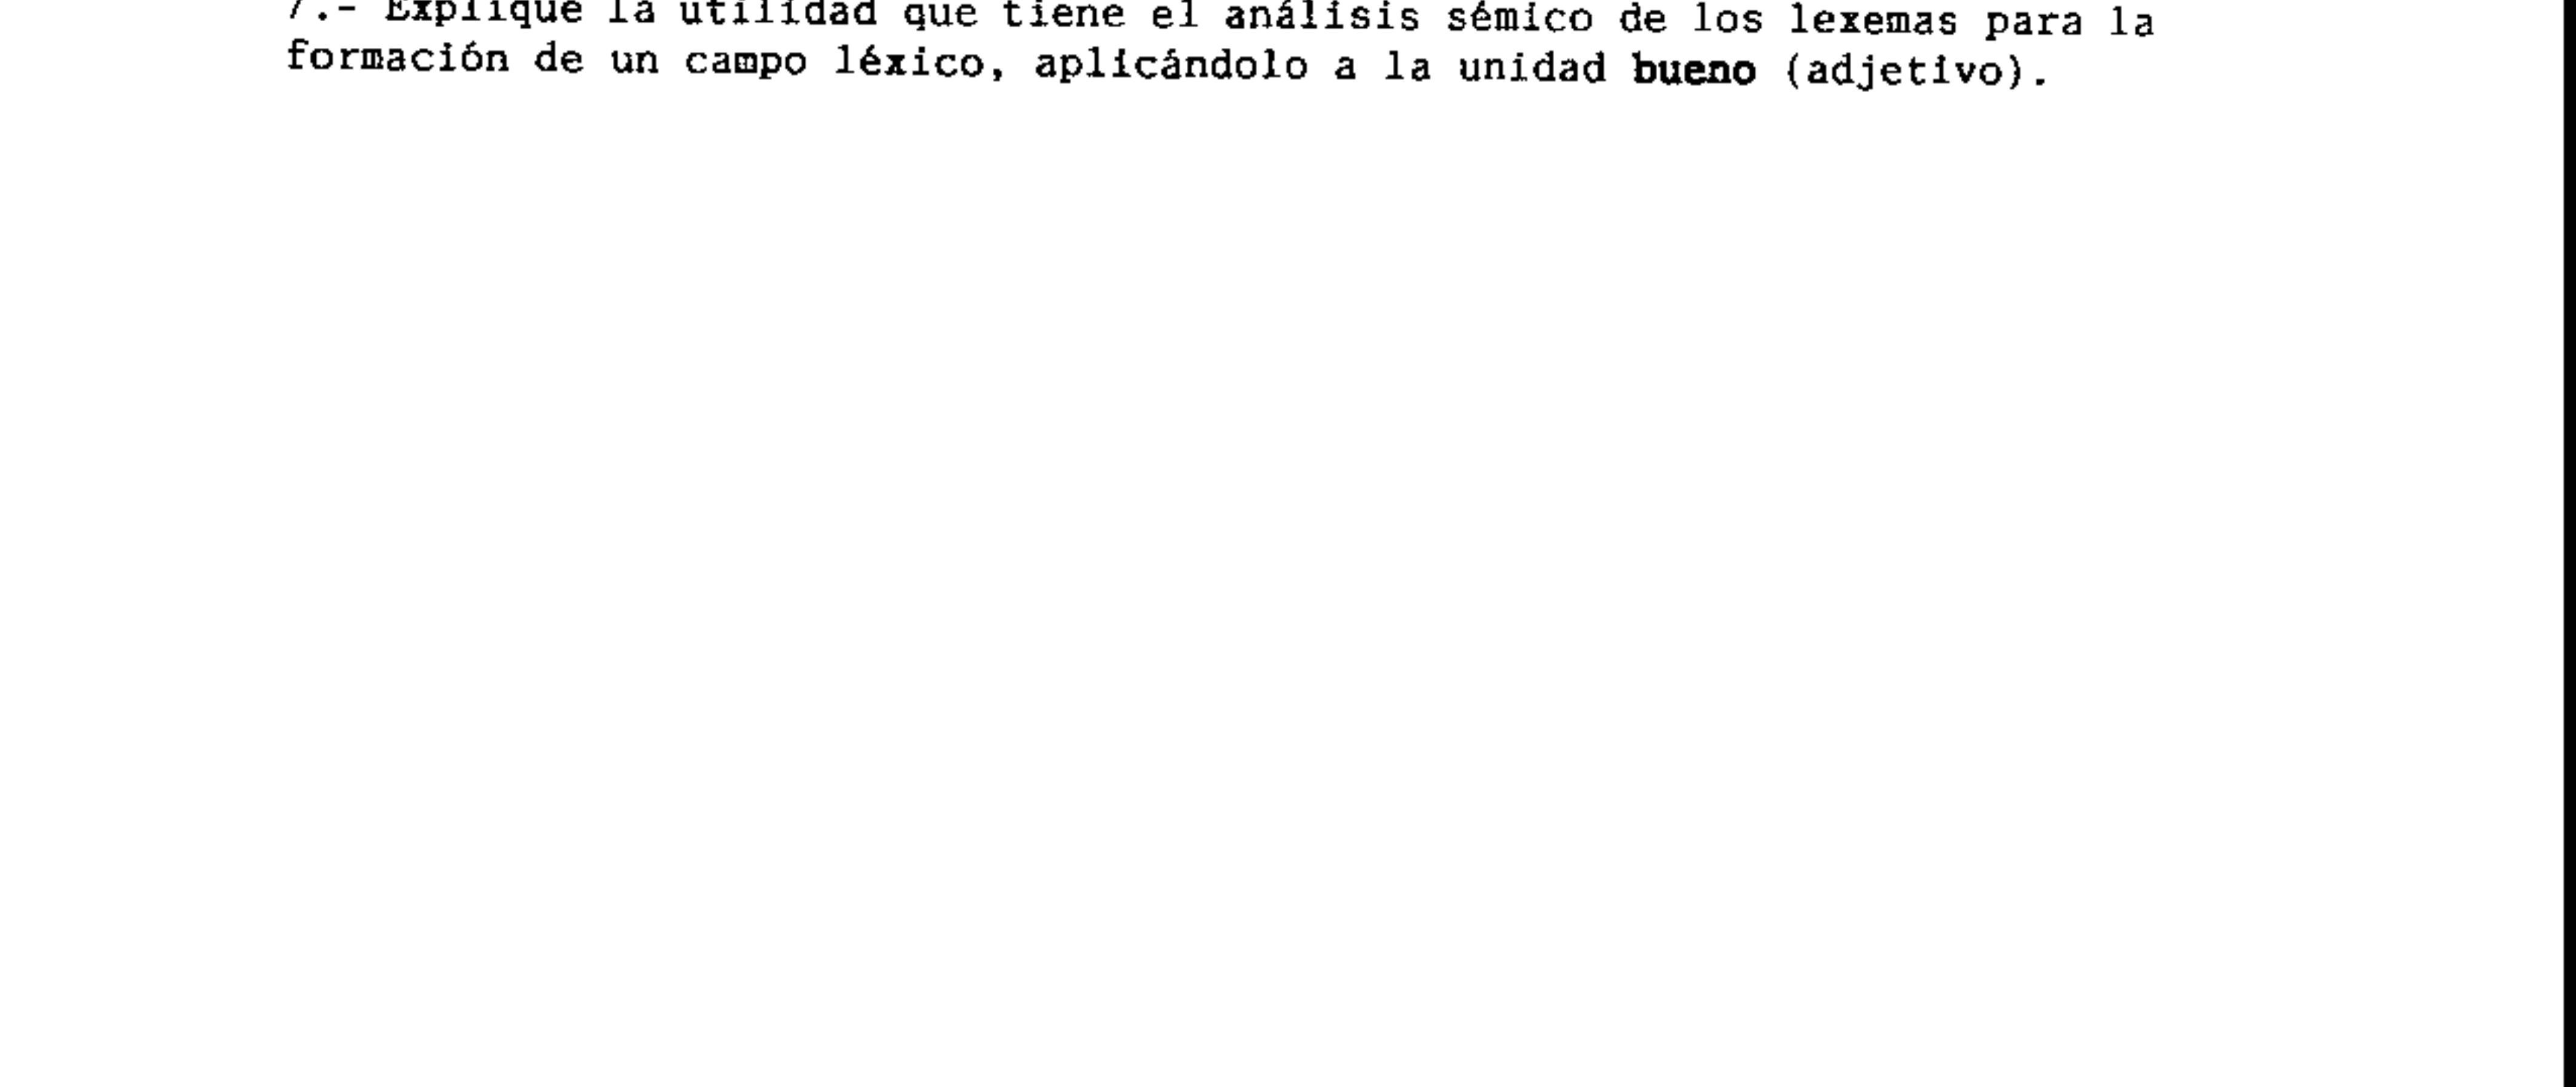 7.- Explique la utilidad que tiene el análisis sémico de los lexemas para la
formación de un campo léxico, aplicándolo a la unidad bueno (adjetivo).